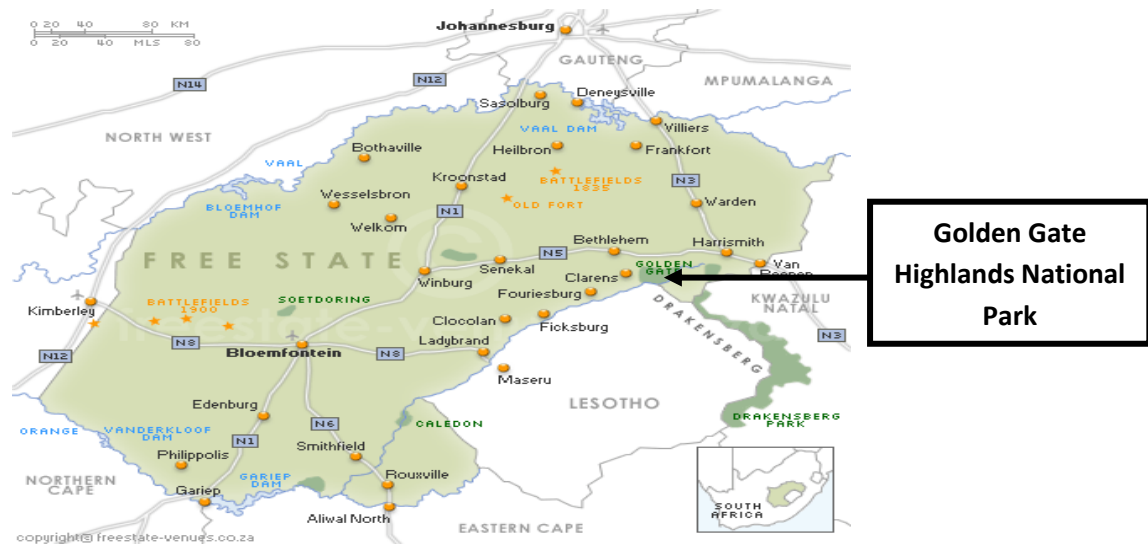 0 20 40 80 KM
0 20 40 80
MLS
Johannesburg
GAUTENG
MPUMALANGA
N14
N12
NORTH WEST
Sasolburg
Deneysville
VAAL DAM
Villiers
Bothaville
Heilbron
Frankfort
VAAL
Kroonstad
BATTLEFIELDS
1835
N3
Wesselsbron
BLOEMHOF
DAM
OLD FORT
Warden
Welkom
N1
©
FREE STATE
N5
Bethlehem
Harrismith
Senekal
GOLDEN
GATE
Van
Clarens
Winburg
Golden Gate
Highlands National
Park
SOETDORING
Fouriesburg
KWAZULU
NATAL
Kimberley
BATTLEFIELDS
1900
Clocolan
Ficksburg
DRAKENSBERG
N3
N12
N8
Bloemfontein
N8
Ladybrand
Maseru
LESOTHO
Edenburg
CALEDON
DRAKENSBERG
PARK
ORANGE
VANDERKLOOF
DAM
N1
N6
Smithfield
Philippolis
GARIEP
DAM
Rouxville
NORTHERN
CAPE
Gariep
Aliwal North
EASTERN CAPE
SOUTH
AFRICA
copyright© freestate-venues.co.za